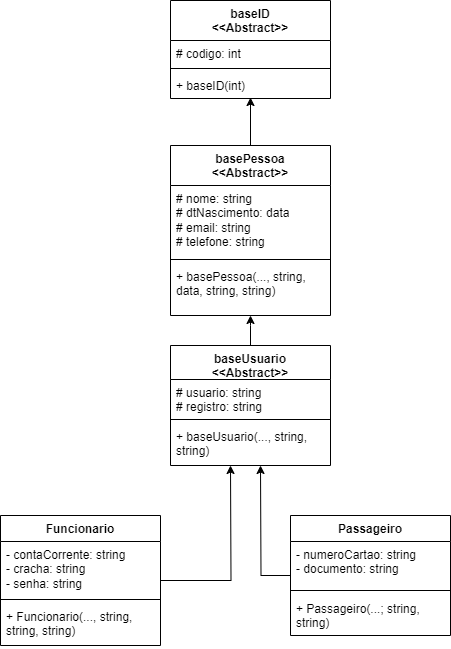 baseID
<<Abstract>>
# codigo: int
+ baseID(int)
basePessoa
<<Abstract>>
# nome: string
# dtNascimento: data
# email: string
# telefone: string
+ basePessoa(..., string,
data, string, string)
baseUsuario
<<Abstract>>
# usuario: string
# registro: string
+ baseUsuario(..., string,
string)
Funcionario
- contaCorrente: string
- cracha: string
- senha: string
+ Funcionario(..., string,
string, string)
Passageiro
- numeroCartao: string
- documento: string
+ Passageiro(...; string,
string)